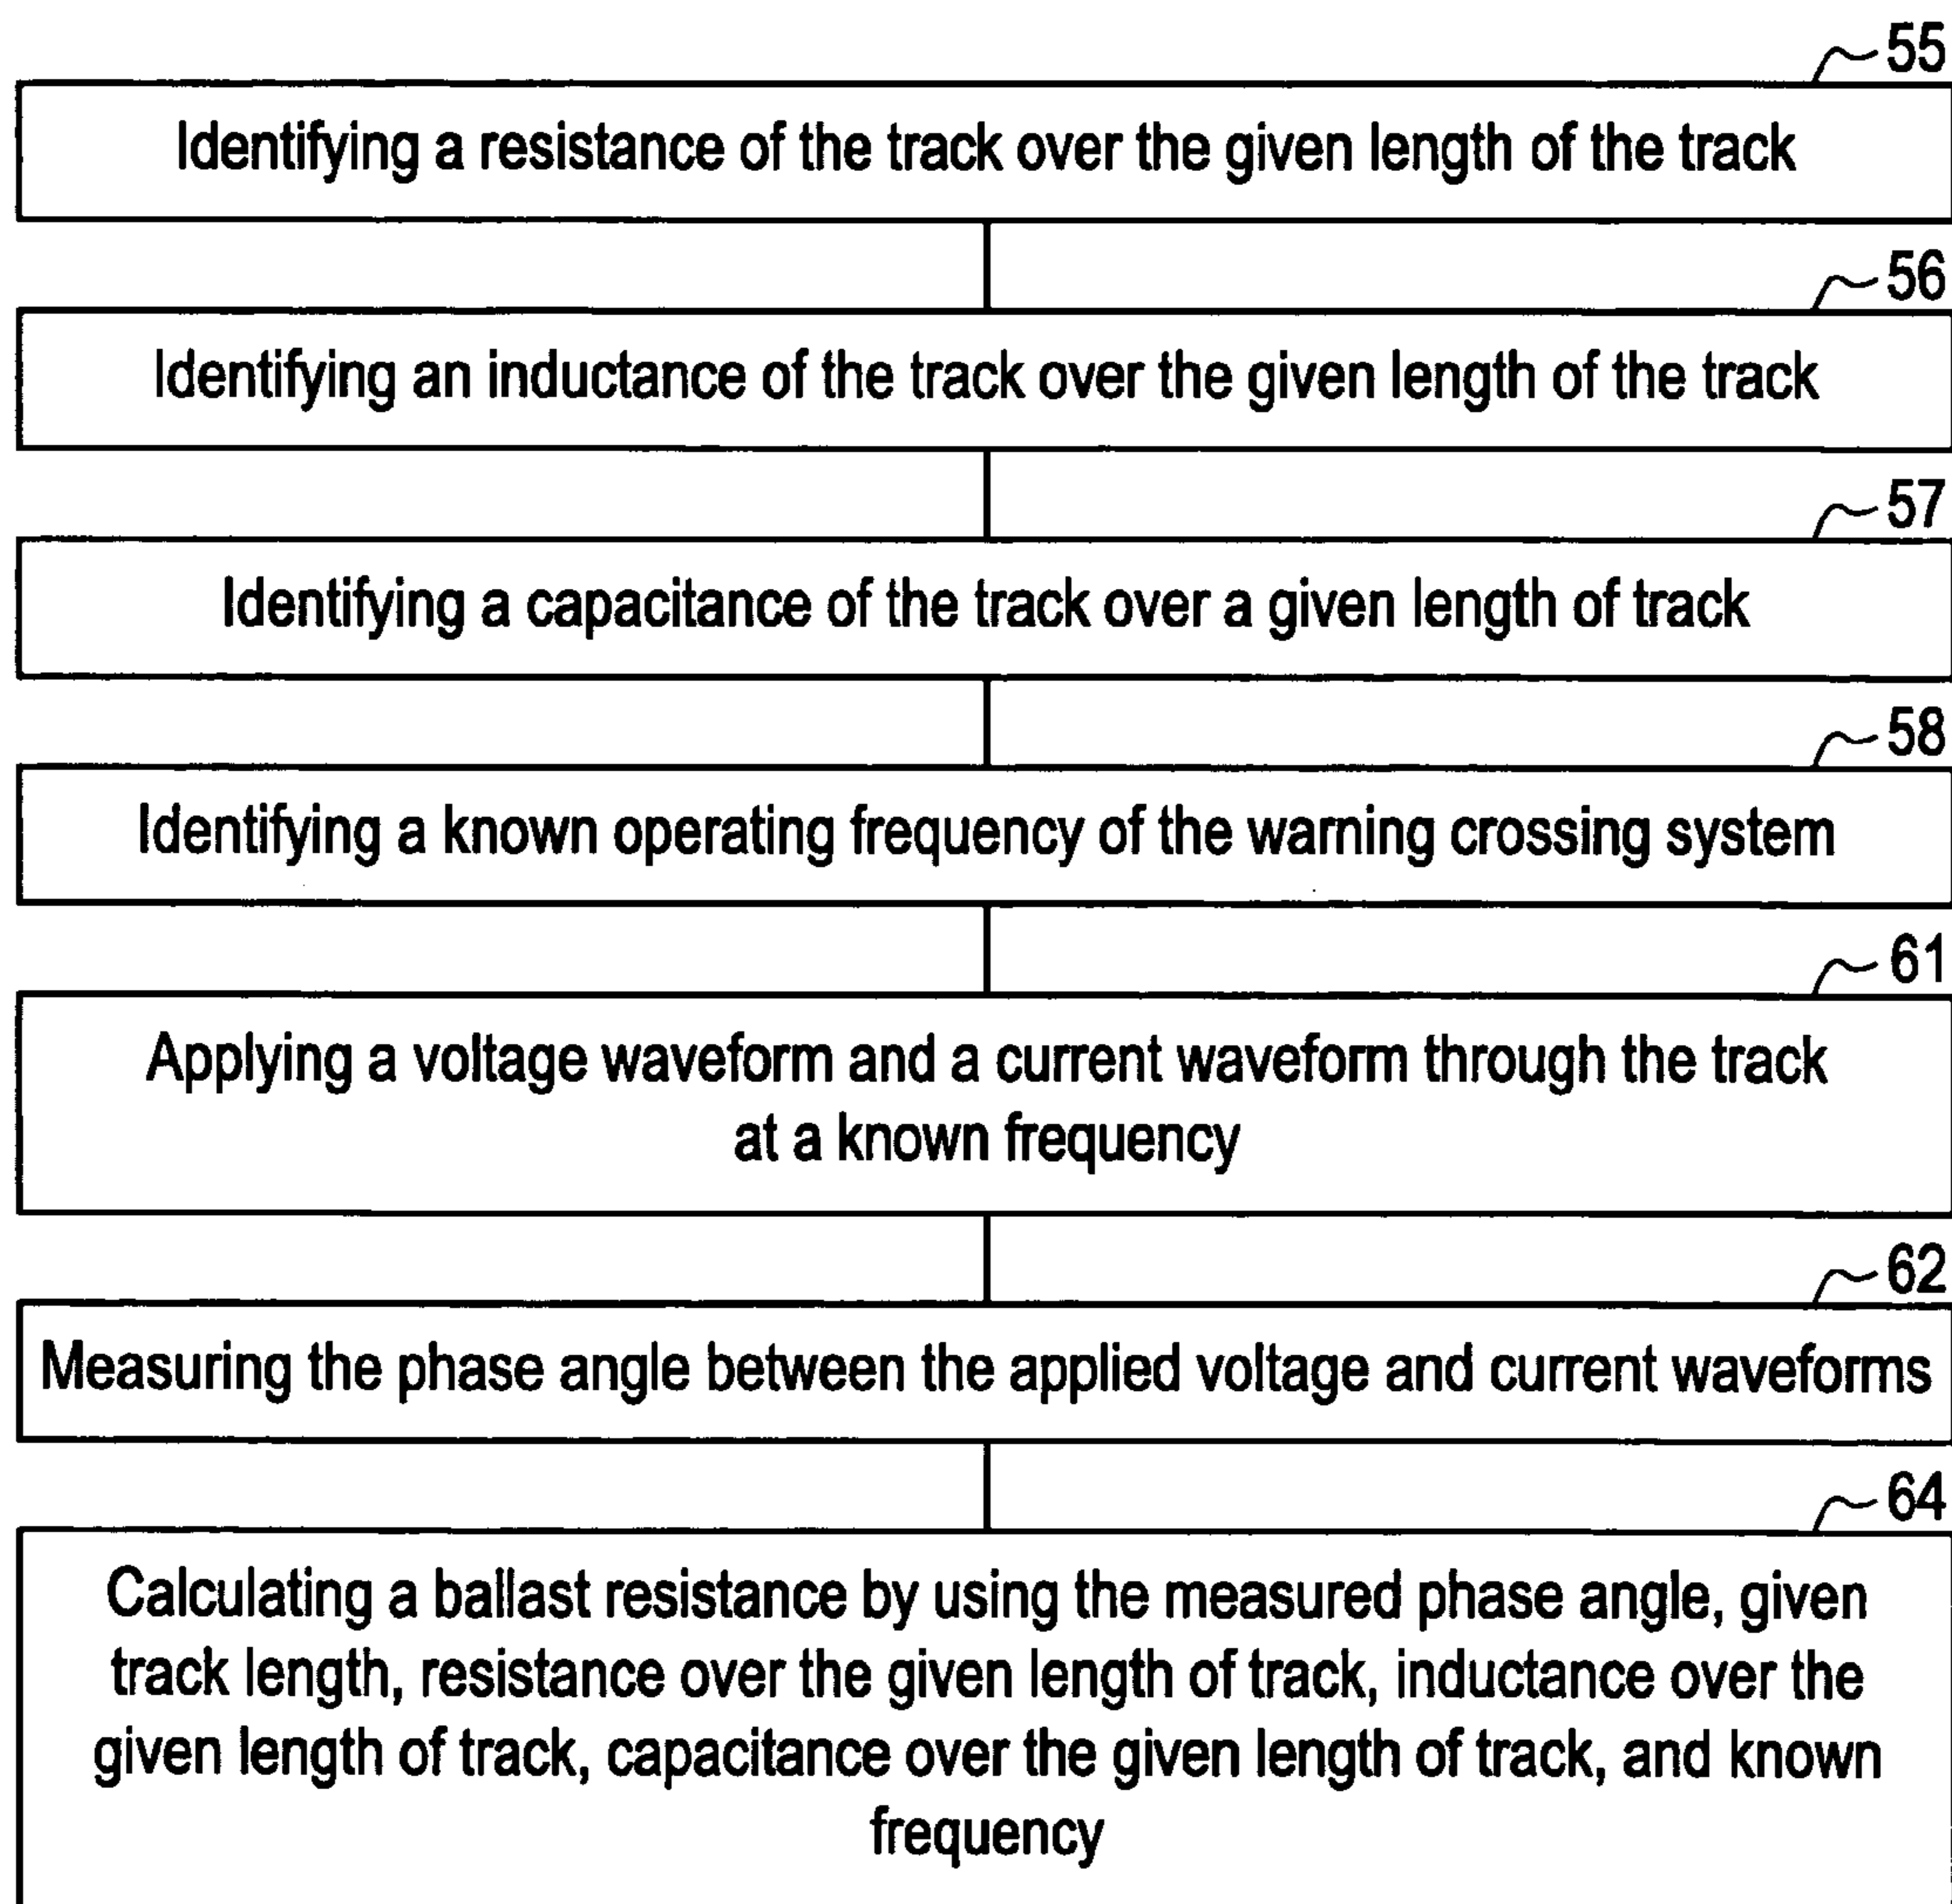 55
Identifying a resistance of the track over the given length of the track
56
Identifying an inductance of the track over the given length of the track
57
Identifying a capacitance of the track over a given length of track
58
Identifying a known operating frequency of the warning crossing system
61
Applying a voltage waveform and a current waveform through the track
at a known frequency
62
Measuring the phase angle between the applied voltage and current waveforms
64
Calculating a ballast resistance by using the measured phase angle, given
track length, resistance over the given length of track, inductance over the
given length of track, capacitance over the given length of track, and known
frequency